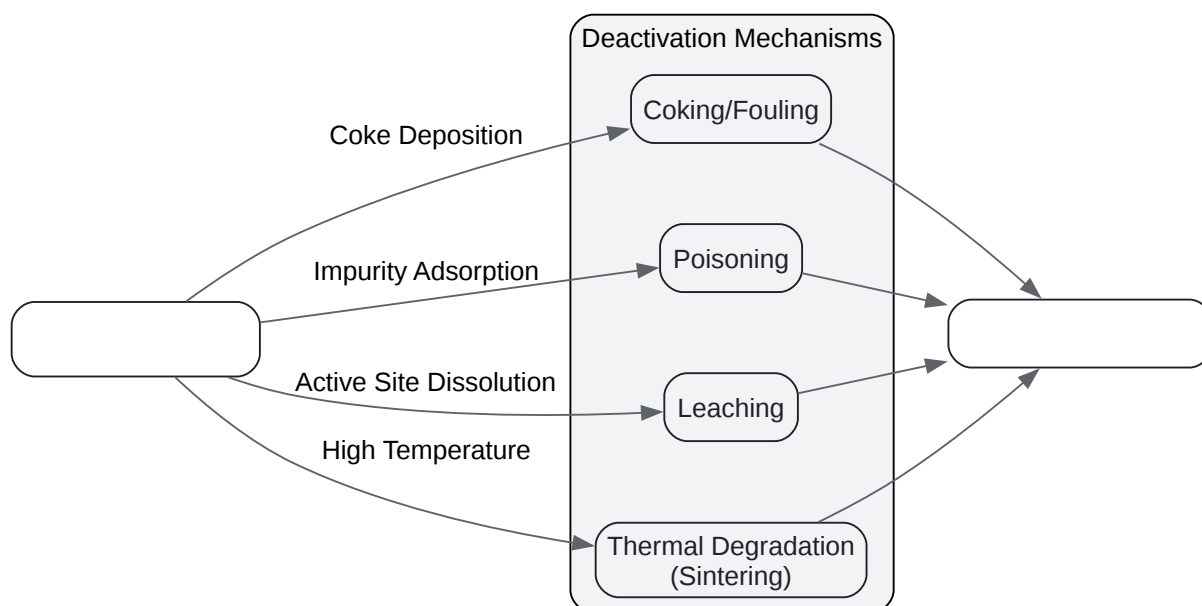 Deactivation Mechanisms
Coking/Fouling
Coke Deposition
Poisoning
Impurity Adsorption
Active Site Dissolution
Leaching
High Temperature
Thermal Degradation
(Sintering)